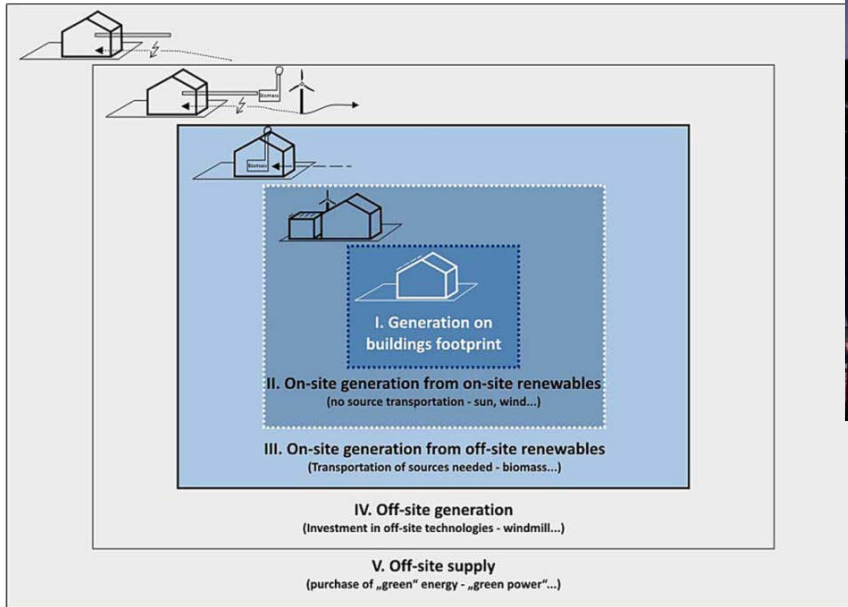 Biomass
Biomass
I. Generation on
buildings footprint
II. On-site generation from on-site renewables
(no source transportation - sun, wind...)
III. On-site generation from off-site renewables
(Transportation of sources needed - biomass...)
IV. Off-site generation
(Investment in off-site technologies - windmill...)
V. Off-site supply
(purchase of „green“ energy - „green power“...)